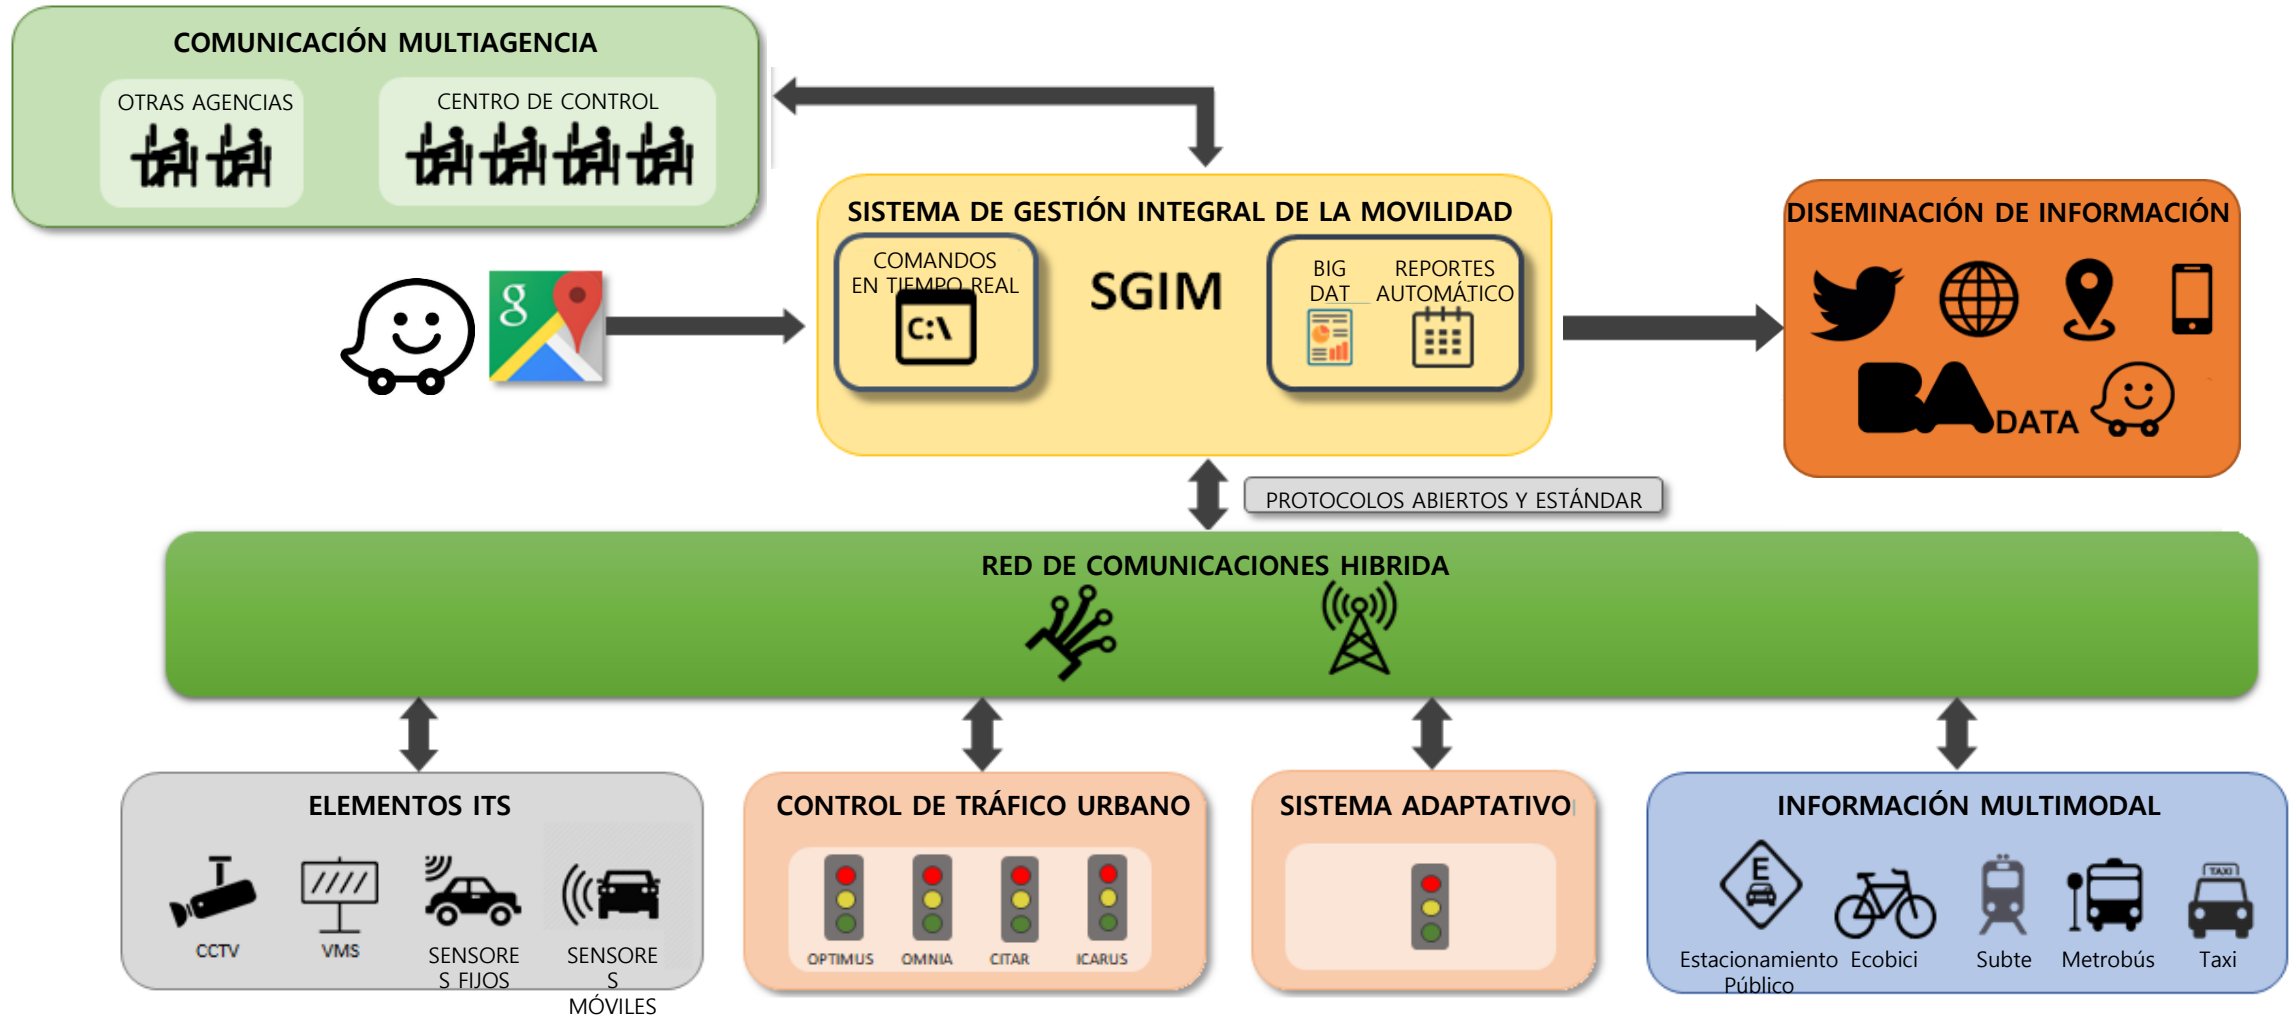 COMUNICACIÓN MULTIAGENCIA
OTRAS AGENCIAS
CENTRO DE CONTROL
SISTEMA DE GESTIÓN INTEGRAL DE LA MOVILIDAD
COMANDOS
EN TIEMPO REAL
C:\
SGIM
BIG
DAT
REPORTES
AUTOMÁTICO
g
DISEMINACIÓN DE INFORMACIÓN
BA DATA
PROTOCOLOS ABIERTOS Y ESTÁNDAR
RED DE COMUNICACIONES HIBRIDA
ELEMENTOS ITS
CCTV
VMS
SENSORE
S FIJOS
SENSORE
S
MÓVILES
CONTROL DE TRÁFICO URBANO
OPTIMUS
OMNIA
CITAR
ICARUS
SISTEMA ADAPTATIVO
INFORMACIÓN MULTIMODAL
E
TAXI
Estacionamiento
Público
Ecobici
Subte
Metrobús
Taxi